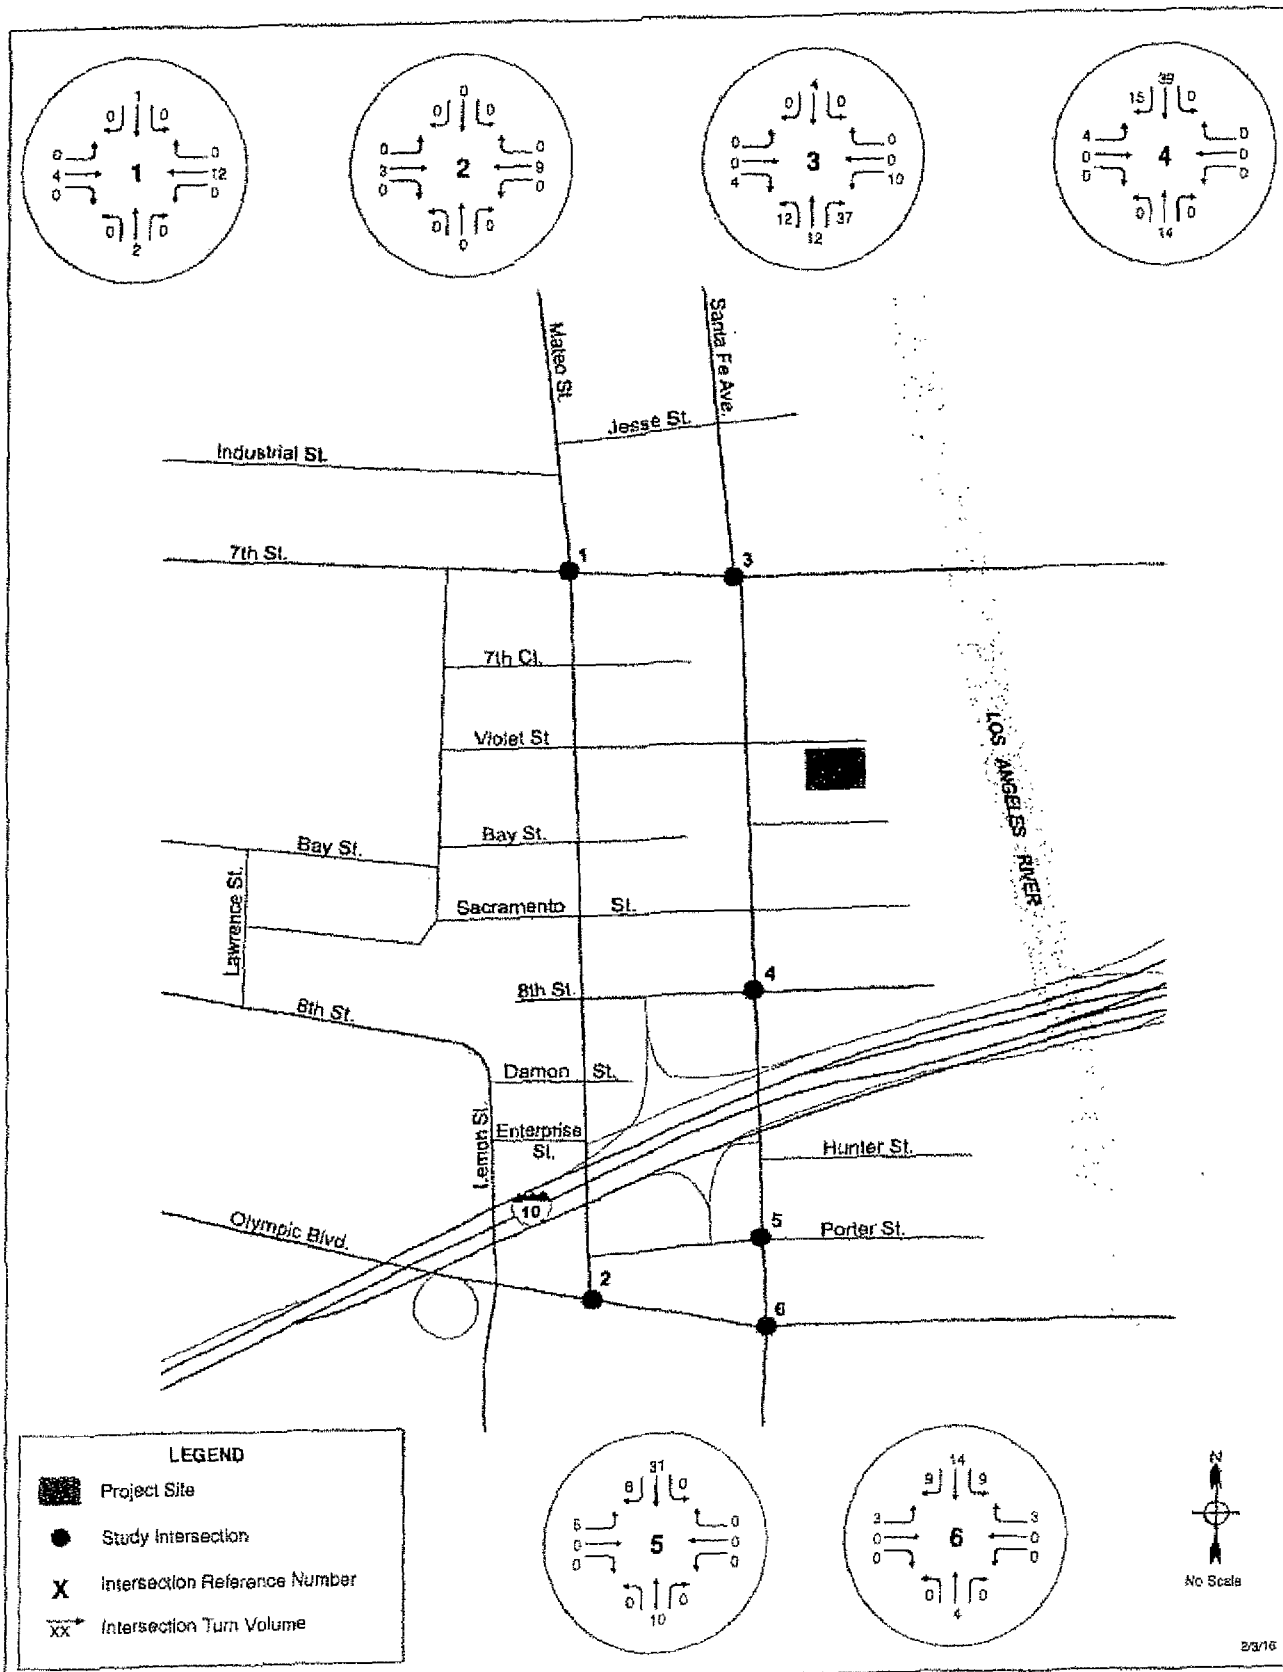 1
0 0
0 0
4 1 12
0 0
0 0
2
0
0 0
0 0
3 2 9
0 0
0 0
0
4
0 0
0 0
0 3 0
4 10
12 37
12
39
15 0
4 0
0 4 0
0 0
0 0
14
Mateo St.
Santa Fe Ave.
Jesse St.
Industrial St.
7th St.
1
3
7th Ct.
Violet St
LOS ANGELES RIVER
Bay St.
Bay St.
Lawrence St.
Sacramento St.
4
8th St.
8th St.
Damon St.
Lemon St.
Enterprise St.
Hunter St.
10
Olympic Blvd.
5
Porter St.
2
6
LEGEND
Project Site
Study Intersection
X Intersection Reference Number
XX Intersection Turn Volume
31
0
0
0 5 0
0 0
0 0
10
14
9 9
3 3
0 6 0
0 0
0 0
4
N
No Scale
2/3/16